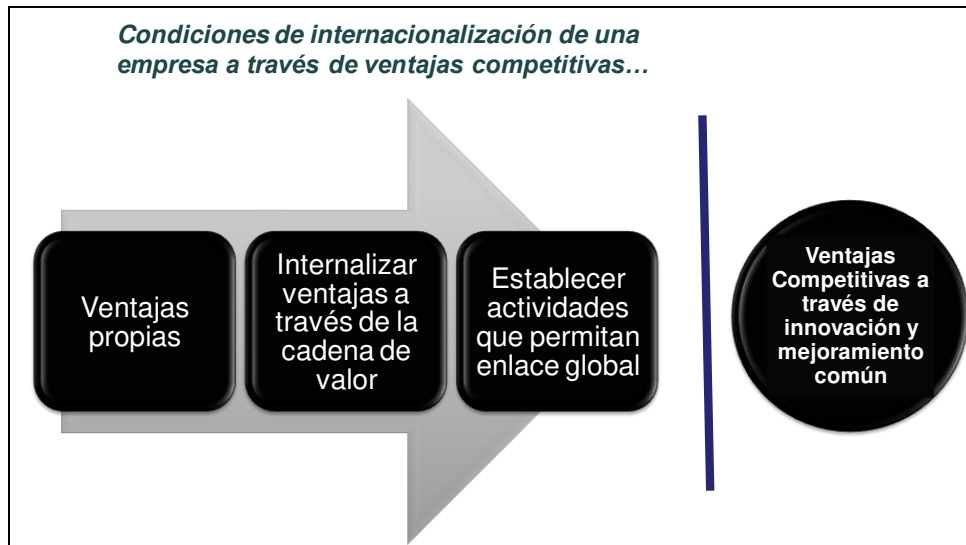 Condiciones de internacionalización de una
empresa a través de ventajas competitivas…
Ventajas
propias
Internalizar
ventajas a
través de la
cadena de
valor
Establecer
actividades
que permitan
enlace global
Ventajas
Competitivas a
través de
innovación y
mejoramiento
común